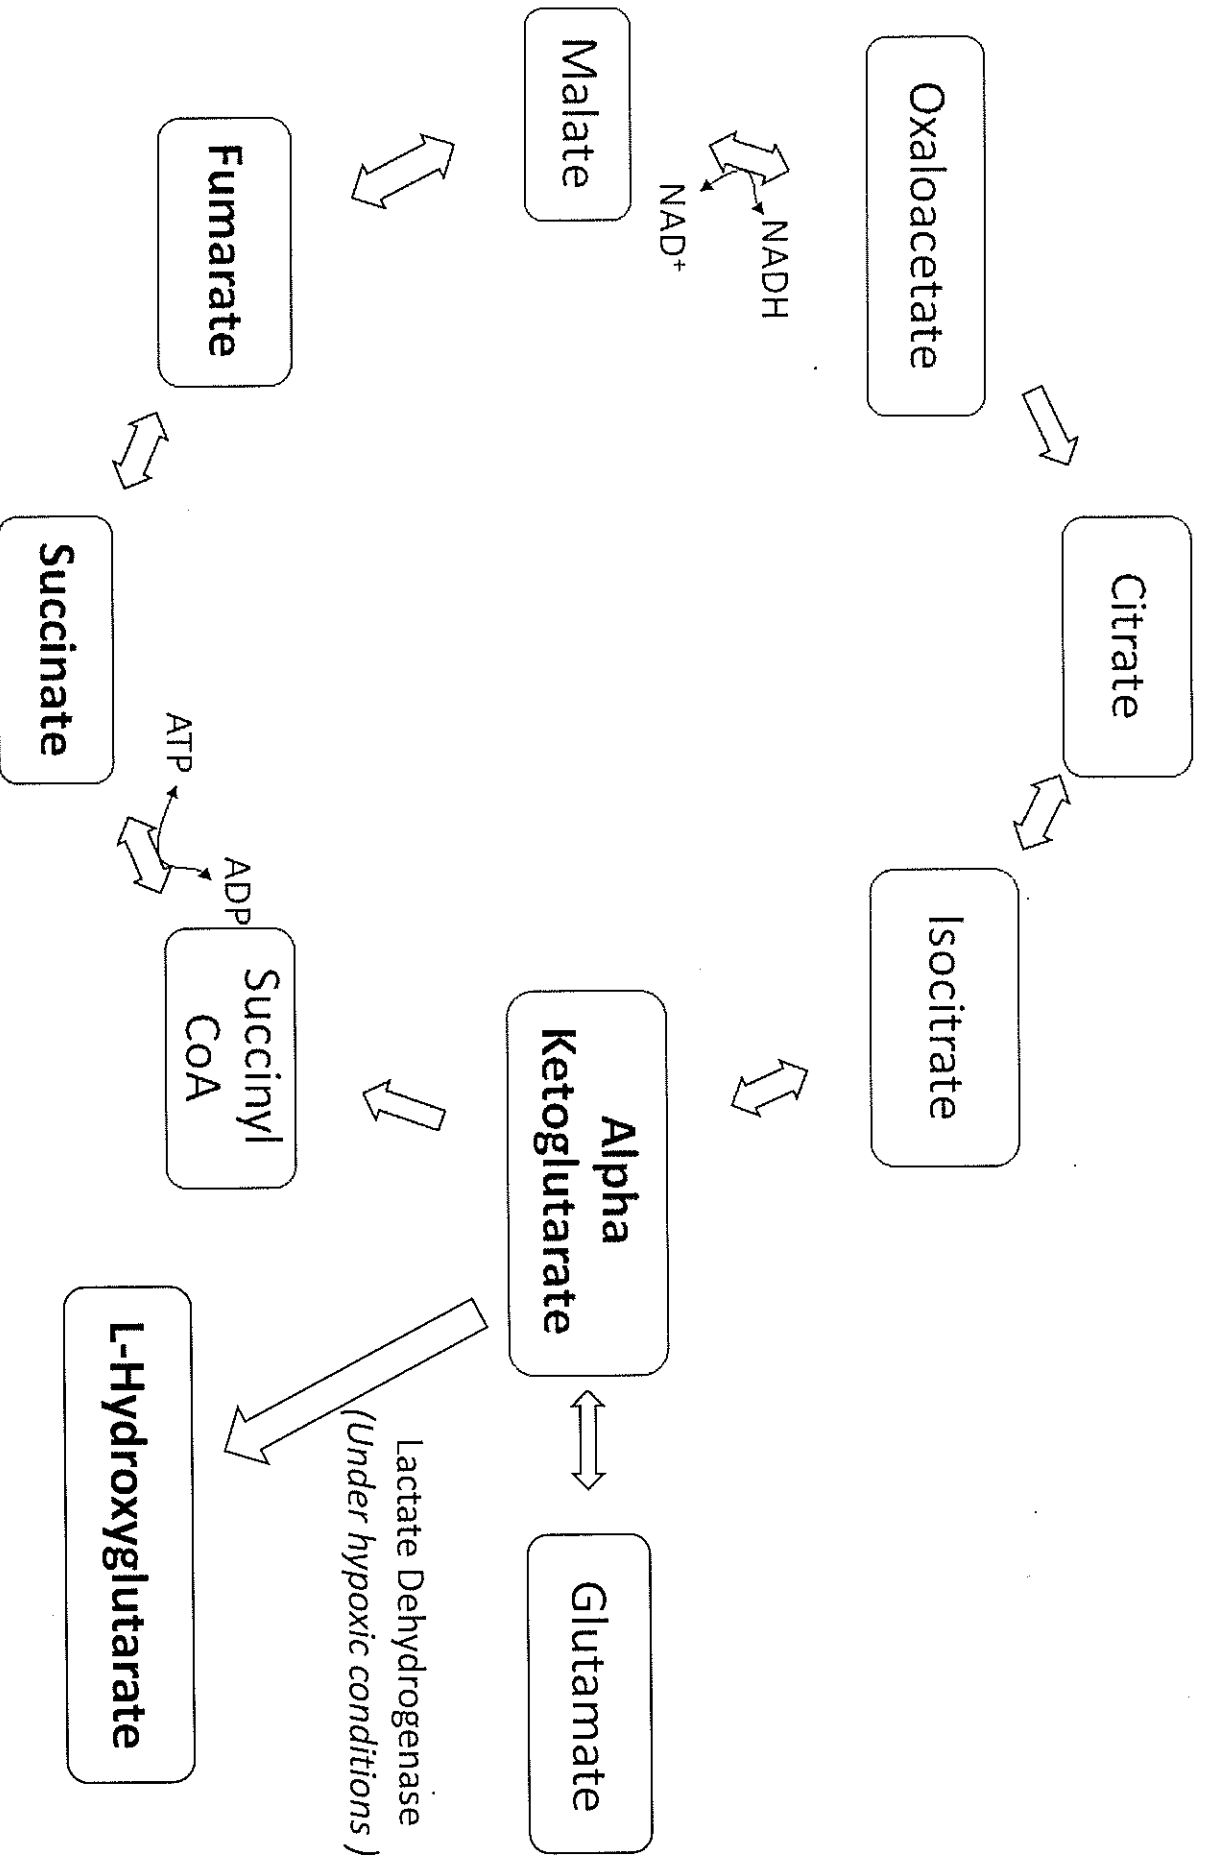 Citrate
Oxaloacetate
Isocitrate
NADH
NAD⁺
Malate
Alpha
Ketoglutarate
Glutamate
Fumarate
Lactate Dehydrogenase
(Under hypoxic conditions )
ADP
ATP
Succinyl
CoA
Succinate
L-Hydroxyglutarate